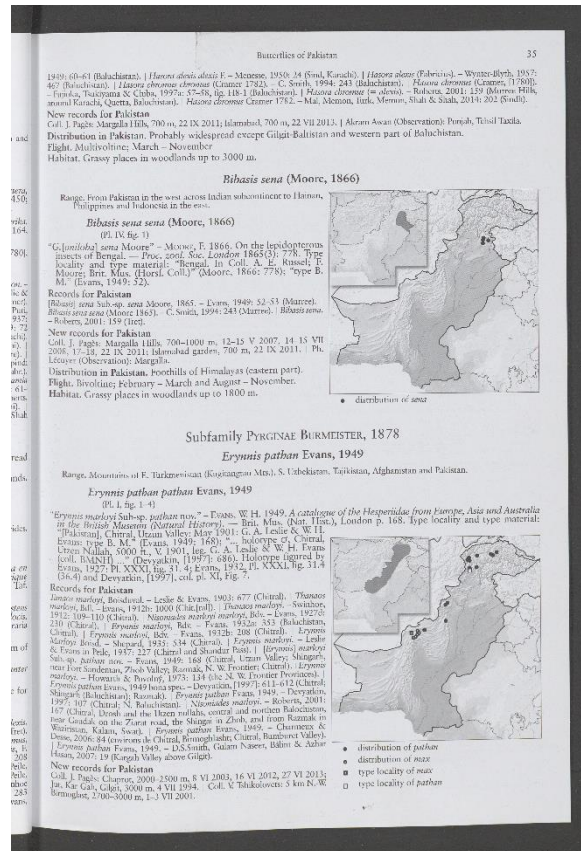 Butterflies of Pakistan 35
1949: 60–61 (Baluchistan). | Hasora alexis alexis F. – Menesse, 1950: 24 (Sind, Karachi). | Hasora alexis (Fabricius). – Wynter-Blyth, 1957:
467 (Baluchistan). | Hasora chromus chromus (Cramer 1782). – C. Smith, 1994: 243 (Baluchistan). | Hasora chromus (Cramer, [1780]).
– Fujioka, Tsukiyama & Chiba, 1997a: 57–58, fig. HB-1 (Baluchistan). | Hasora chromus (= alexis). – Roberts, 2001: 159 (Murree Hills,
around Karachi, Quetta, Baluchistan). Hasora chromus Cramer 1782. – Mal, Memon, Turk, Memon, Shah & Shah, 2014: 202 (Sindh).
New records for Pakistan
Coll. J. Pagès: Margalla Hills, 700 m, 22 IX 2011; Islamabad, 700 m, 22 VII 2013. | Akram Awan (Observation): Punjab, Tehsil Taxila.
Distribution in Pakistan. Probably widespread except Gilgit-Baltistan and western part of Baluchistan.
Flight. Multivoltine; March – November
Habitat. Grassy places in woodlands up to 3000 m.
Bibasis sena (Moore, 1866)
Range. From Pakistan in the west across Indian subcontinent to Hainan,
Philippines and Indonesia in the east.
Bibasis sena sena (Moore, 1866)
(Pl. IV, fig. 1)
"G.[oniloba] sena Moore" – Moore, F. 1866. On the lepidopterous
insects of Bengal. — Proc. zool. Soc. London 1865(3): 778. Type
locality and type material: "Bengal. In Coll. A. E. Russel; F.
Moore; Brit. Mus. (Horsf. Coll.)" (Moore, 1866: 778); "type B.
M." (Evans, 1949: 52).
Records for Pakistan
[Bibasis] sena Sub.-sp. sena Moore, 1865. – Evans, 1949: 52–53 (Murree).
Bibasis sena sena (Moore 1865). – C. Smith, 1994: 243 (Murree). | Bibasis sena.
– Roberts, 2001: 159 (Tret).
New records for Pakistan
Coll. J. Pagès: Margalla Hills, 700–1000 m, 12–15 V 2007, 14–15 VII
2008, 17–18, 22 IX 2011; Islamabad garden, 700 m, 22 IX 2011. | Ph.
Lécuyer (Observation): Margalla.
Distribution in Pakistan. Foothills of Himalayas (eastern part).
Flight. Bivoltine; February – March and August – November.
Habitat. Grassy places in woodlands up to 1800 m.
distribution of sena
Subfamily Pyrginae Burmeister, 1878
Erynnis pathan Evans, 1949
Range. Mountains of E. Turkmenistan (Kugitangtau Mts.), S. Uzbekistan, Tajikistan, Afghanistan and Pakistan.
Erynnis pathan pathan Evans, 1949
(Pl. I, fig. 1–4)
"Erynnis marloyi Sub-sp. pathan nov." – Evans, W. H. 1949. A catalogue of the Hesperiidae from Europe, Asia and Australia
in the British Museum (Natural History). — Brit. Mus. (Nat. Hist.), London p. 168. Type locality and type material:
"[Pakistan], Chitral, Utzun Valley: May 1901: G. A. Leslie & W. H.
Evans: type B. M." (Evans, 1949: 168); "... holotype ♂, Chitral,
Utzen Nallah, 5000 ft., V. 1901, leg. G. A. Leslie & W. H. Evans
(coll. BMNH) ..." (Devyatkin, [1997]: 686). Holotype figured by
Evans, 1927: Pl. XXXI, fig. 31. 4; Evans, 1932, Pl. XXXI, fig. 31.4
(36.4) and Devyatkin, [1997], col. pl. XI, Fig. 7.
Records for Pakistan
Tanaos marloyi, Boisduval. – Leslie & Evans, 1903: 677 (Chitral). Thanaos
marloyi, Bdl. – Evans, 1912b: 1000 (Chit.[ral]). | Thanaos marloyi. – Swinhoe,
1912: 109–110 (Chitral). | Nisoniades marloyi marloyi, Bdv. – Evans, 1927d:
230 (Chitral). | Erynnis marloyi, Bdv. – Evans, 1932a: 353 (Baluchistan,
Chitral). | Erynnis marloyi, Bdv. – Evans, 1932b: 208 (Chitral). Erynnis
Marloyi Boisd. – Shepard, 1935: 534 (Chitral). | Erynnis marloyi. – Leslie
& Evans in Peile, 1937: 227 (Chitral and Shandur Pass). | [Erynnis] marloyi
Sub-sp. pathan nov. – Evans, 1949: 168 (Chitral, Utzun Valley; Shingarh,
near Fort Sandeman, Zhob Valley; Razmak, N. W. Frontier; Chitral). | Erynnis
marloyi. – Howarth & Povolný, 1973: 134 (the N. W. Frontier Provinces). |
Erynnis pathan Evans, 1949 bona spec. – Devyatkin, [1997]: 611–612 (Chitral;
Shingarh (Baluchistan); Razmak). | Erynnis pathan Evans, 1949. – Devyatkin,
1997: 107 (Chitral; N. Baluchistan). | Nisoniades marloyi. – Roberts, 2001:
167 (Chitral, Drosh and the Utzen nullahs, central and northern Baluchistan,
near Gaudak on the Ziarat road, the Shingar in Zhob, and from Razmak in
Waziristan, Kalam, Swat). | Erynnis pathan Evans, 1949. – Charmeux &
Desse, 2006: 84 (environs de Chitral, Birmoghlasht; Chitral, Bamburet Valley).
| Erynnis pathan Evans, 1949. – D.S.Smith, Gulam Naseer, Bálint & Azhar
Hasan, 2007: 19 (Kargah Valley above Gilgit).
New records for Pakistan
Coll. J. Pagès: Chaprot, 2000–2500 m, 8 VI 2003, 16 VI 2012, 27 VI 2013;
Jut, Kar Gah, Gilgit, 3000 m, 4 VII 1994. Coll. V. Tshikolovets: 5 km N.-W.
Birmoglast, 2700–3000 m, 1–3 VII 2001.
distribution of pathan
distribution of max
type locality of max
type locality of pathan